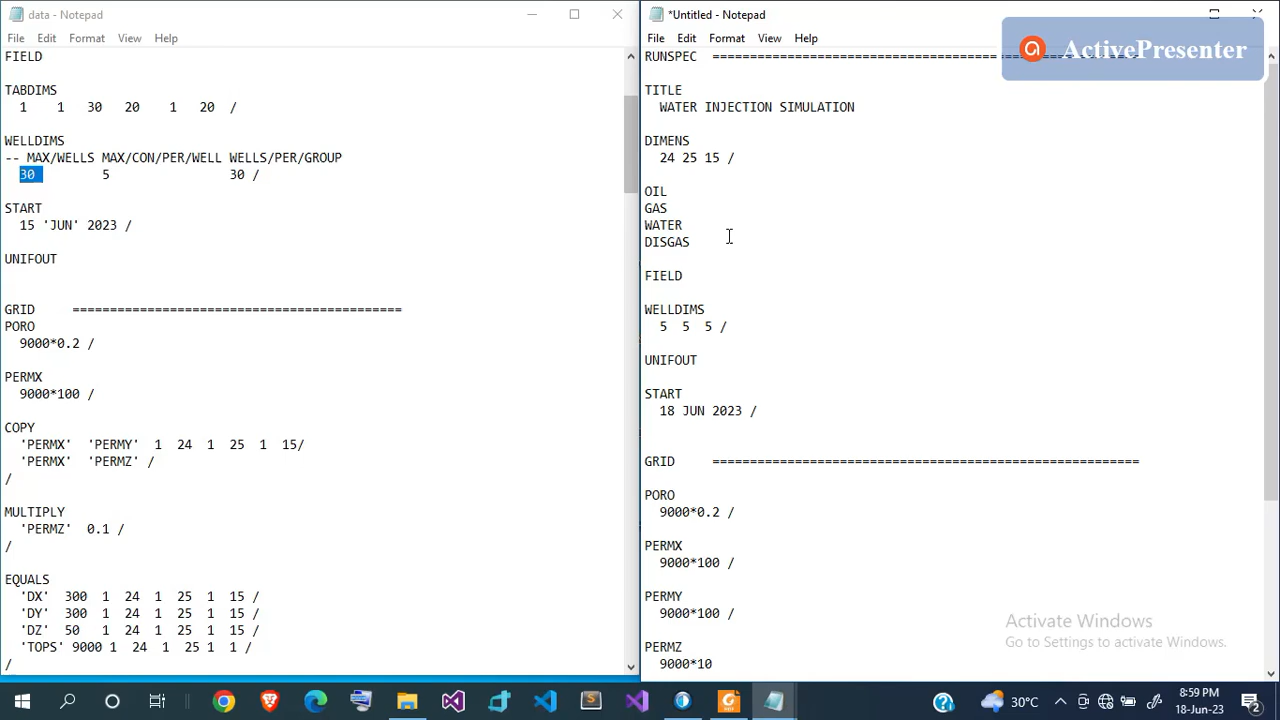 data - Notepad
File Edit Format View Help
FIELD
TABDIMS
1 1 30 20 1 20 /
WELLDIMS
-- MAX/WELLS MAX/CON/PER/WELL WELLS/PER/GROUP
30 5 30 /
START
15 'JUN' 2023 /
UNIFOUT
GRID ============================================
PORO
9000*0.2 /
PERMX
9000*100 /
COPY
'PERMX' 'PERMY' 1 24 1 25 1 15/
'PERMX' 'PERMZ' /
/
MULTIPLY
'PERMZ' 0.1 /
/
EQUALS
'DX' 300 1 24 1 25 1 15 /
'DY' 300 1 24 1 25 1 15 /
'DZ' 50 1 24 1 25 1 15 /
'TOPS' 9000 1 24 1 25 1 1 /
/
*Untitled - Notepad
File Edit Format View Help
ActivePresenter
RUNSPEC =========================================================
TITLE
WATER INJECTION SIMULATION
DIMENS
24 25 15 /
OIL
GAS
WATER
DISGAS
FIELD
WELLDIMS
5 5 5 /
UNIFOUT
START
18 JUN 2023 /
GRID =========================================================
PORO
9000*0.2 /
PERMX
9000*100 /
PERMY
9000*100 /
PERMZ
9000*10
Activate Windows
Go to Settings to activate Windows.
30°C
8:59 PM
18-Jun-23
2